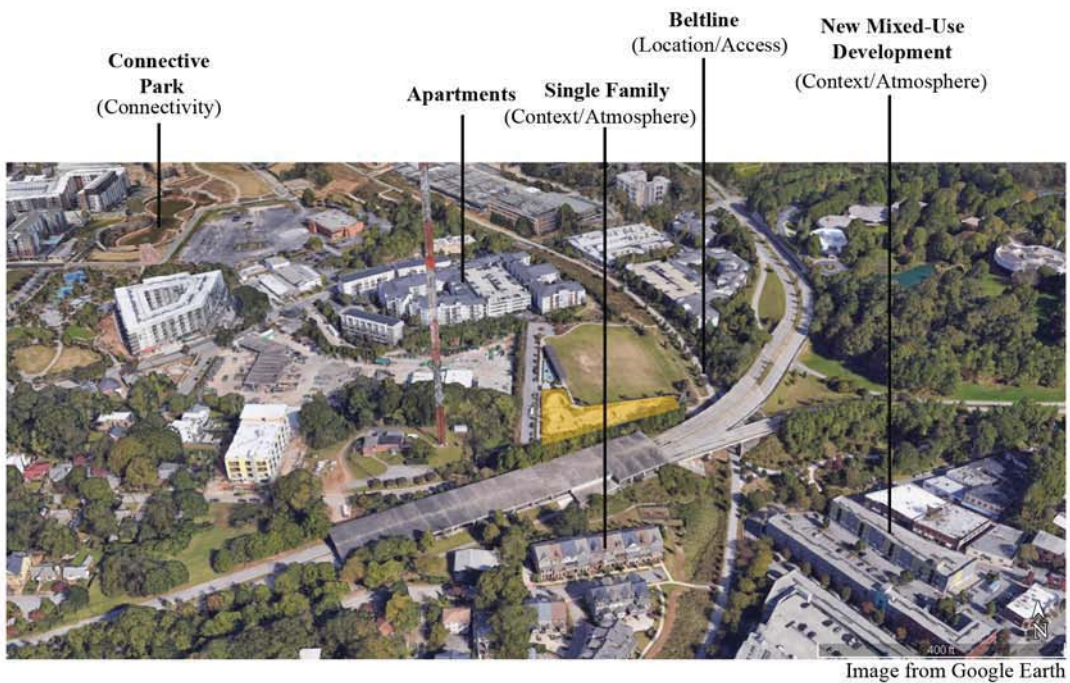 Connective
Park
(Connectivity)
Apartments
Single Family
(Context/Atmosphere)
Beltline
(Location/Access)
New Mixed-Use
Development
(Context/Atmosphere)
N
400 ft
Image from Google Earth